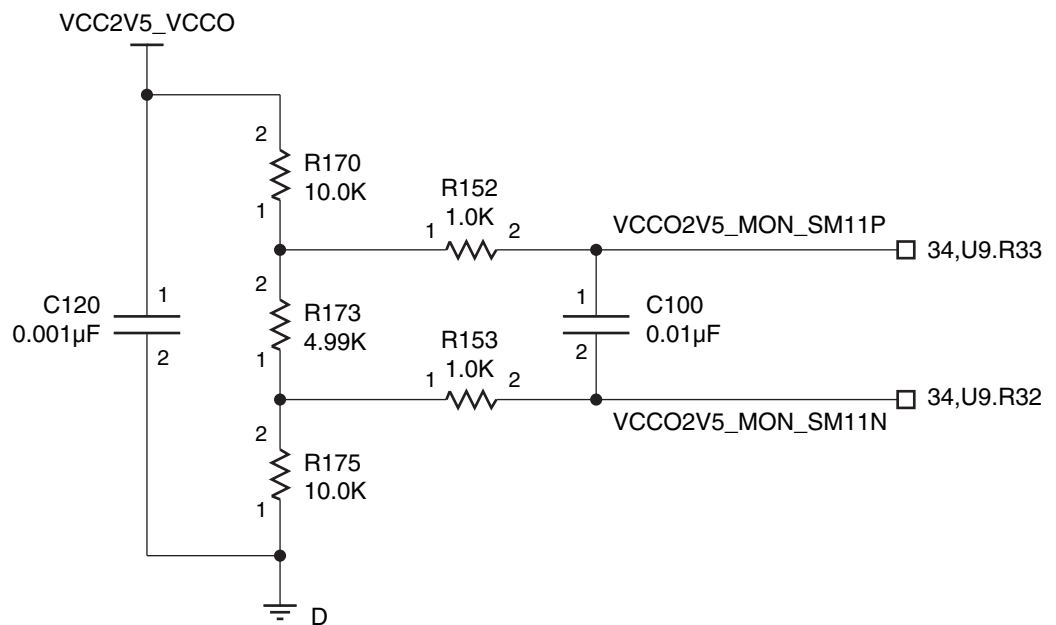 VCC2V5_VCCO
2
R170
10.0K
1
R152
1.0K
1
2
VCCO2V5_MON_SM11P
34,U9.R33
1
C120
0.001µF
2
2
R173
4.99K
1
1
C100
0.01µF
2
R153
1.0K
1
2
34,U9.R32
VCCO2V5_MON_SM11N
2
R175
10.0K
1
D